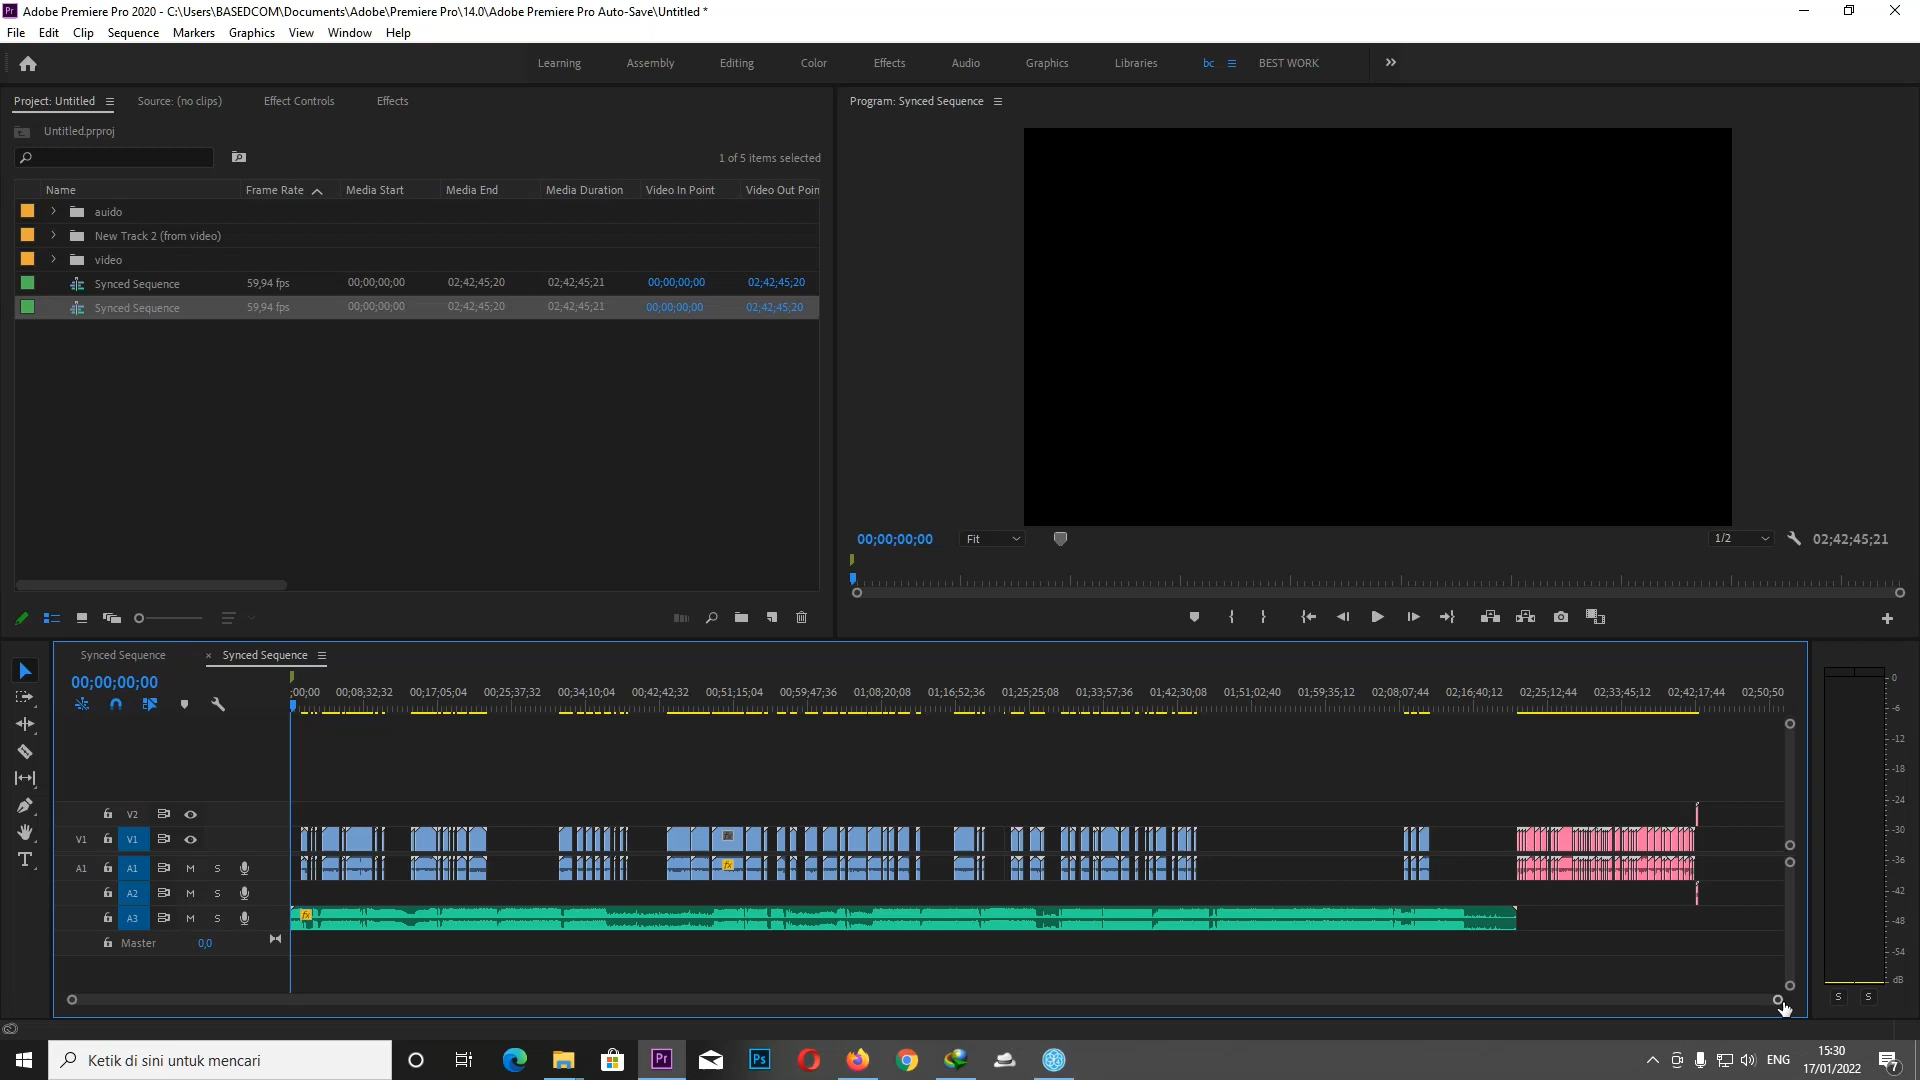 Adobe Premiere Pro 2020 - C:\Users\BASEDCOM\Documents\Adobe\Premiere Pro\14.0\Adobe Premiere Pro Auto-Save\Untitled *
File Edit Clip Sequence Markers Graphics View Window Help
Learning Assembly Editing Color Effects Audio Graphics Libraries bc BEST WORK
Project: Untitled Source: (no clips) Effect Controls Effects
Program: Synced Sequence
Untitled.prproj
1 of 5 items selected
Name Frame Rate Media Start Media End Media Duration Video In Point Video Out Poin
auido
New Track 2 (from video)
video
Synced Sequence 59,94 fps 00;00;00;00 02;42;45;20 02;42;45;21 00;00;00;00 02;42;45;20
Synced Sequence 59,94 fps 00;00;00;00 02;42;45;20 02;42;45;21 00;00;00;00 02;42;45;20
00;00;00;00 Fit 1/2 02;42;45;21
Synced Sequence × Synced Sequence
00;00;00;00
;00;00 00;08;32;32 00;17;05;04 00;25;37;32 00;34;10;04 00;42;42;32 00;51;15;04 00;59;47;36 01;08;20;08 01;16;52;36 01;25;25;08 01;33;57;36 01;42;30;08 01;51;02;40 01;59;35;12 02;08;07;44 02;16;40;12 02;25;12;44 02;33;45;12 02;42;17;44 02;50;50
V2
V1 V1 fx
A1 A1 M S fx
A2 M S
A3 M S fx
Master 0,0
0
-6
-12
-18
-24
-30
-36
-42
-48
-54
dB
S S
Pr
Ketik di sini untuk mencari
Pr Ps
ENG
15:30
17/01/2022
7